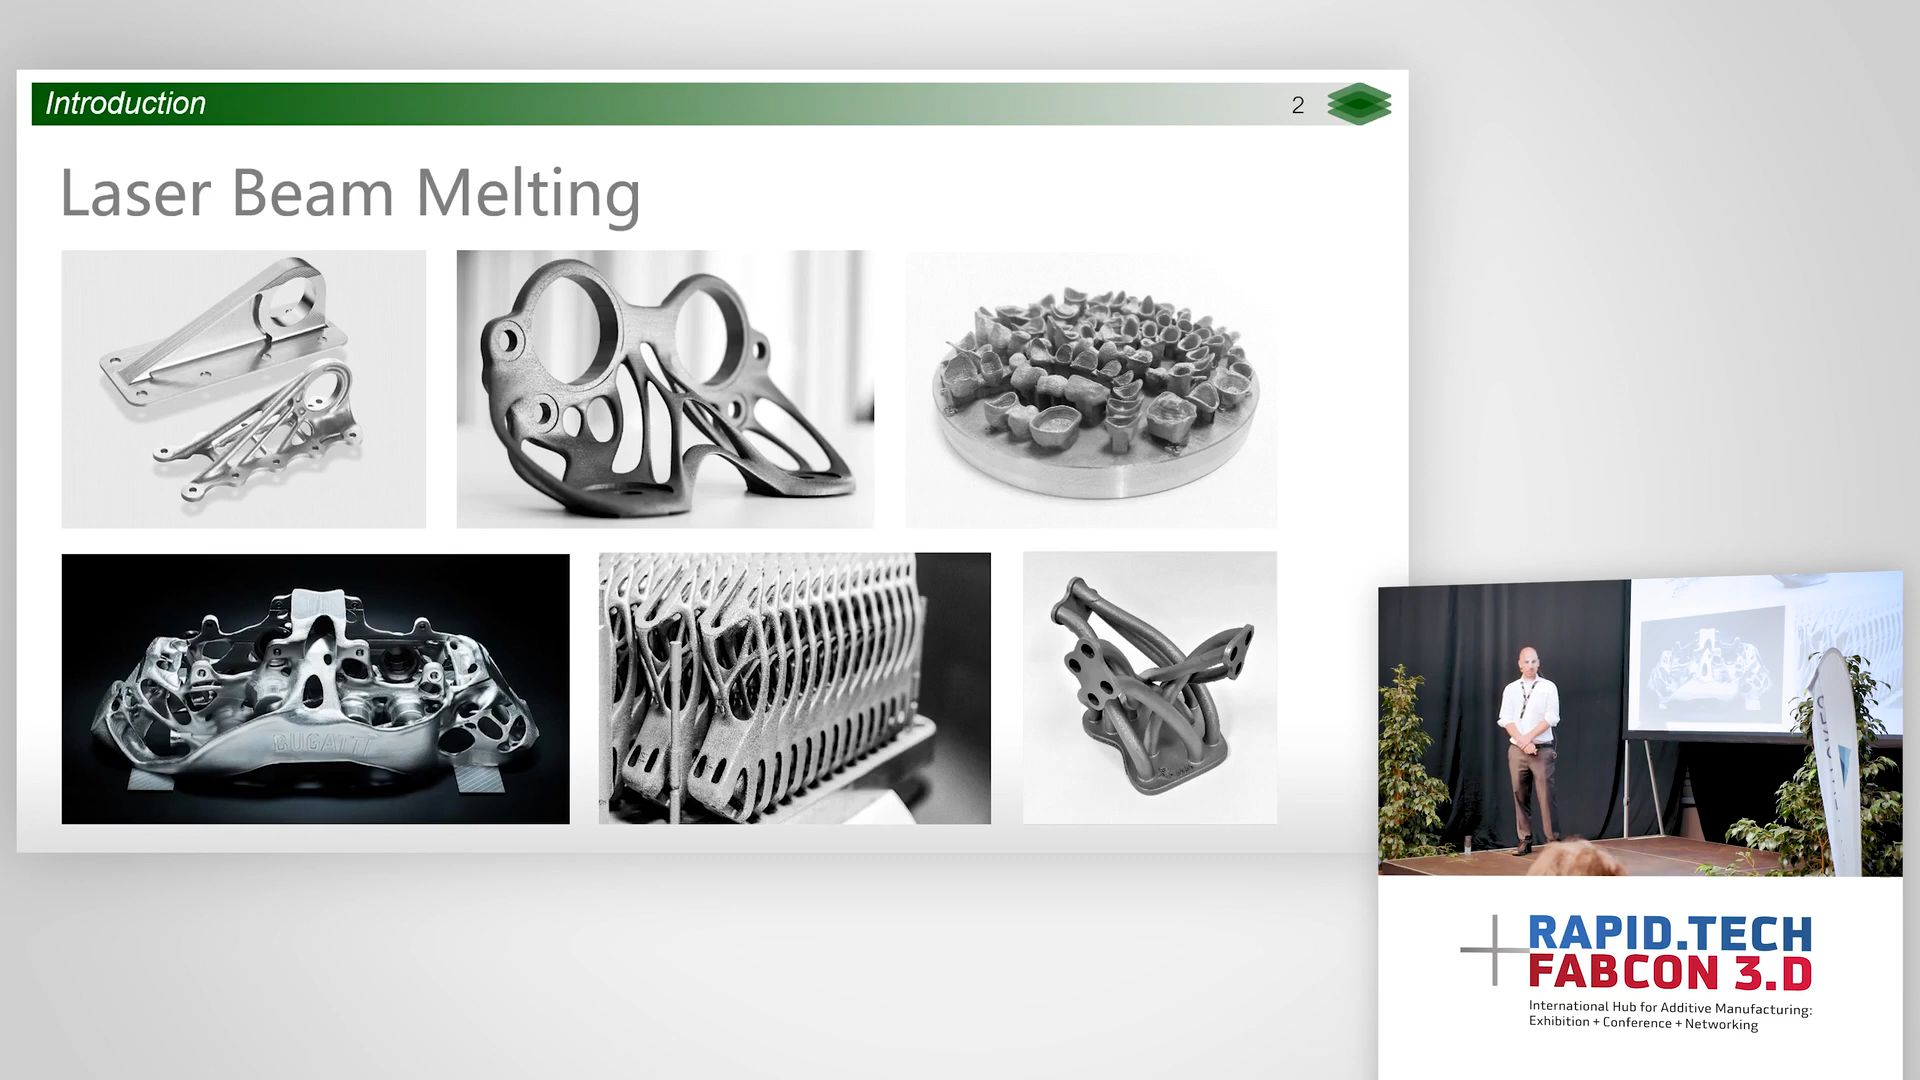 Introduction
2
Laser Beam Melting
BUGATTI
RAPID.TECH
FABCON 3.D
International Hub for Additive Manufacturing:
Exhibition + Conference + Networking